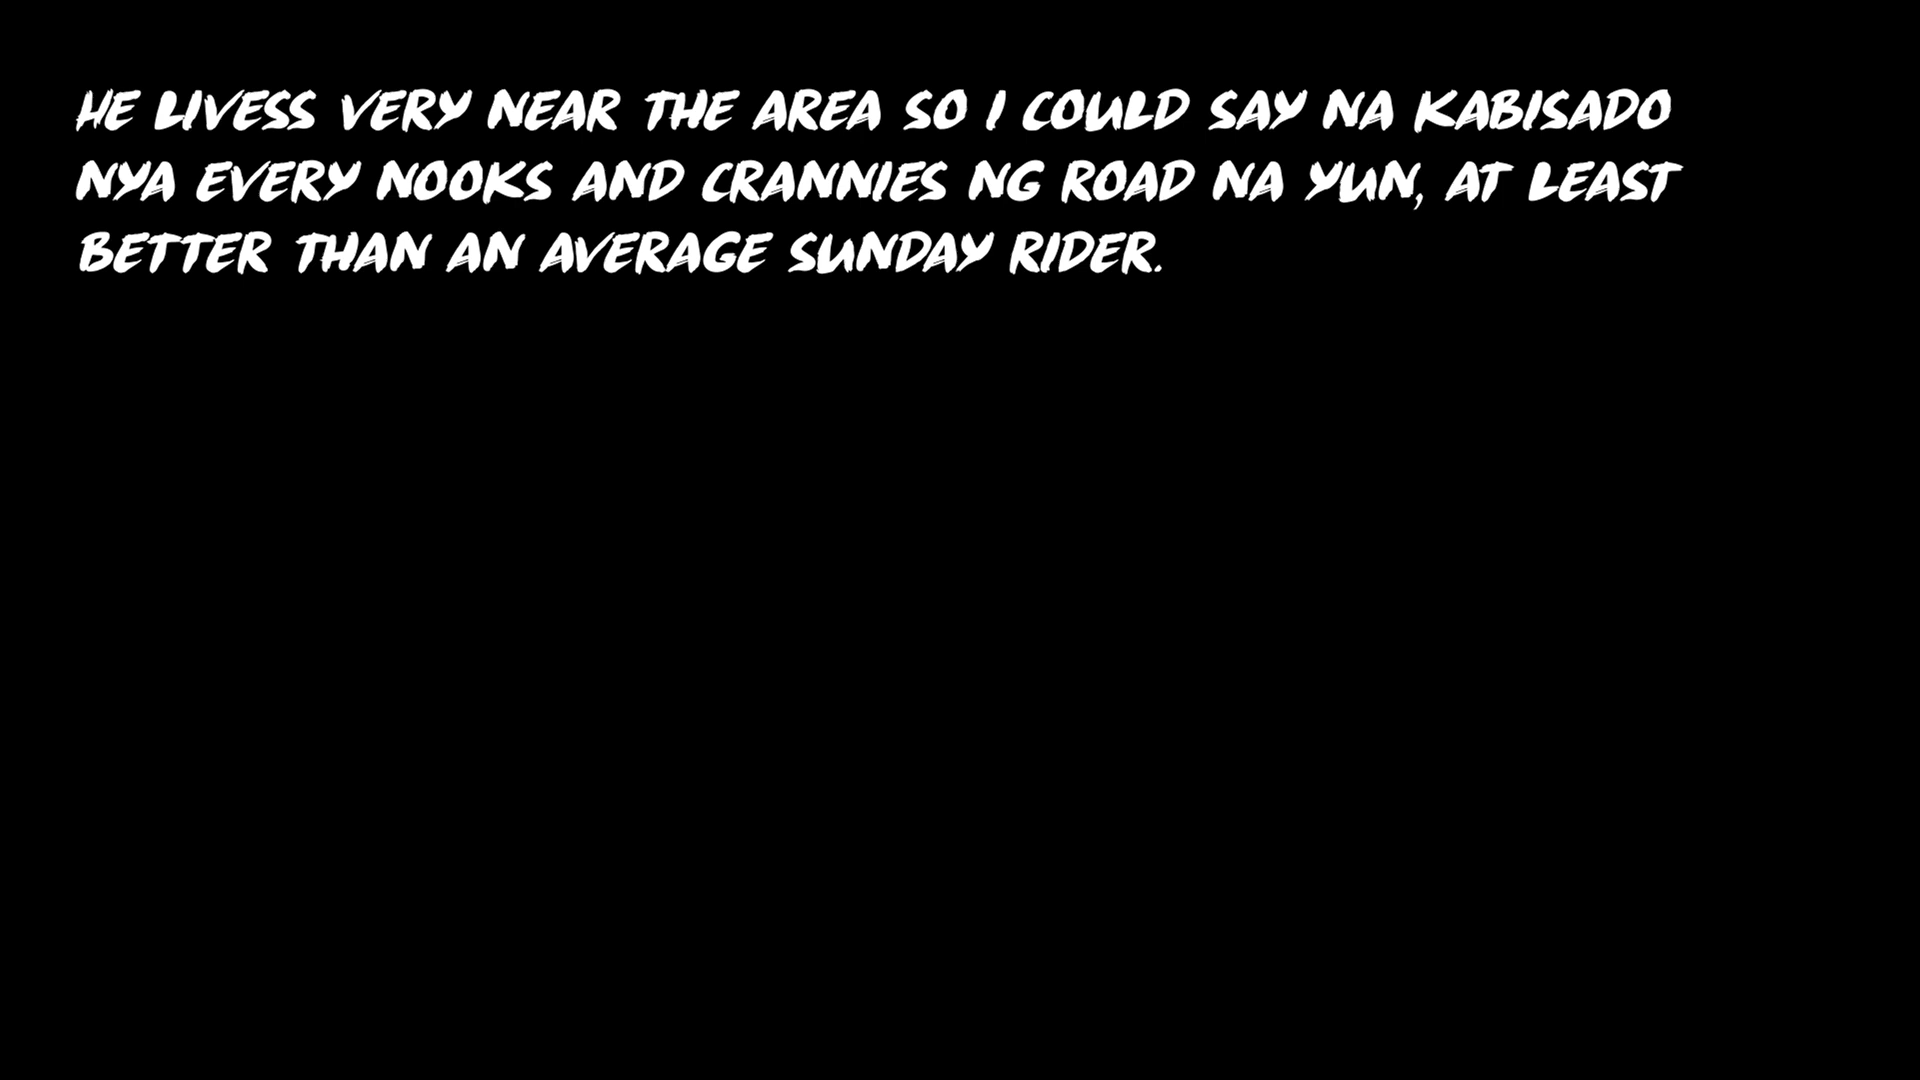 HE LIVESS VERY NEAR THE AREA SO I COULD SAY NA KABISADO
NYA EVERY NOOKS AND CRANNIES NG ROAD NA YUN, AT LEAST
BETTER THAN AN AVERAGE SUNDAY RIDER.